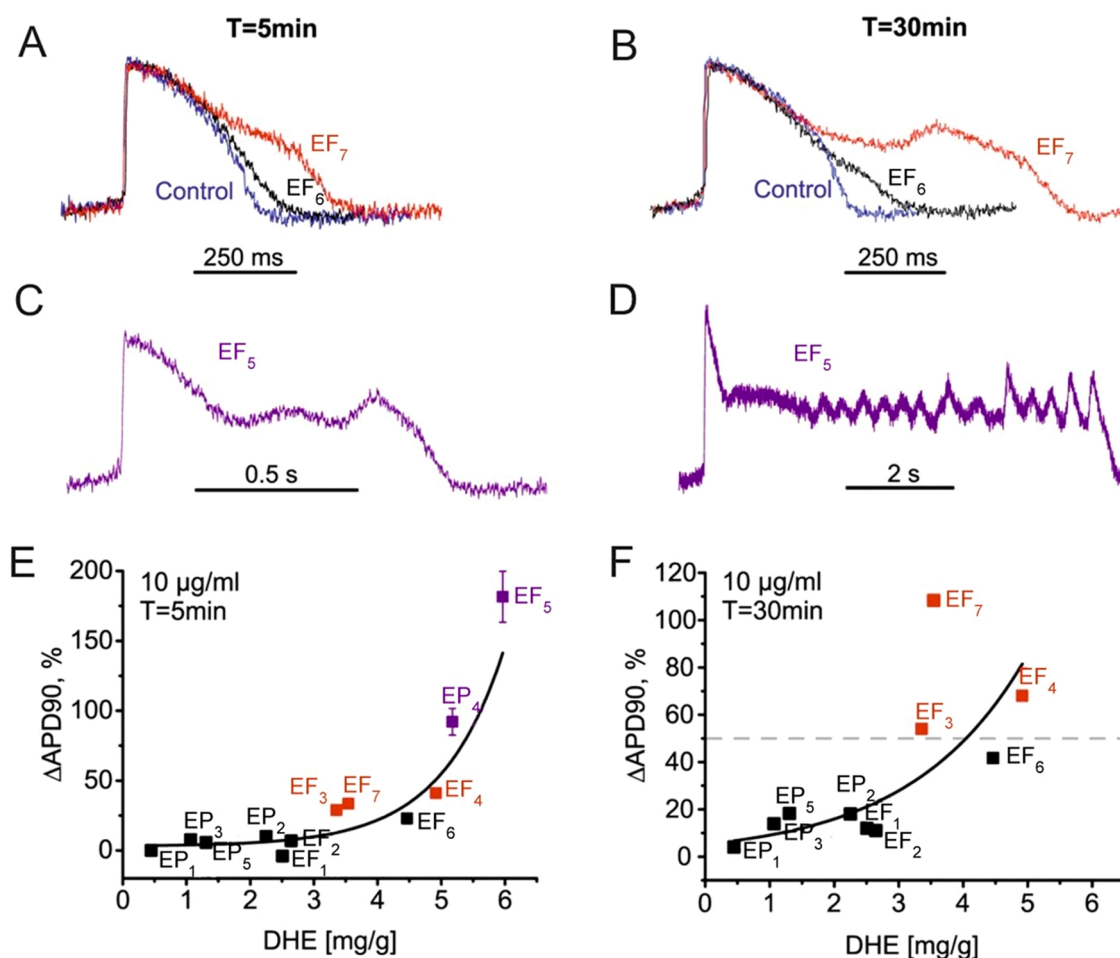 A
T=5min
EF7
Control
EF6
250 ms
B
T=30min
EF7
EF6
Control
250 ms
C
EF5
0.5 s
D
EF5
2 s
E
10 µg/ml
T=5min
200
150
100
50
0
ΔAPD90, %
EF5
EP4
EF3 EF7
EF4
EP3 EP2 EF6
EP1 EP5 EF1 EF2
0 1 2 3 4 5 6
DHE [mg/g]
F
10 µg/ml
T=30min
120
100
80
60
40
20
0
ΔAPD90, %
EF7
EF4
EF3
EF6
EP5 EP2
EF1
EP1 EP3 EF2
0 1 2 3 4 5 6
DHE [mg/g]